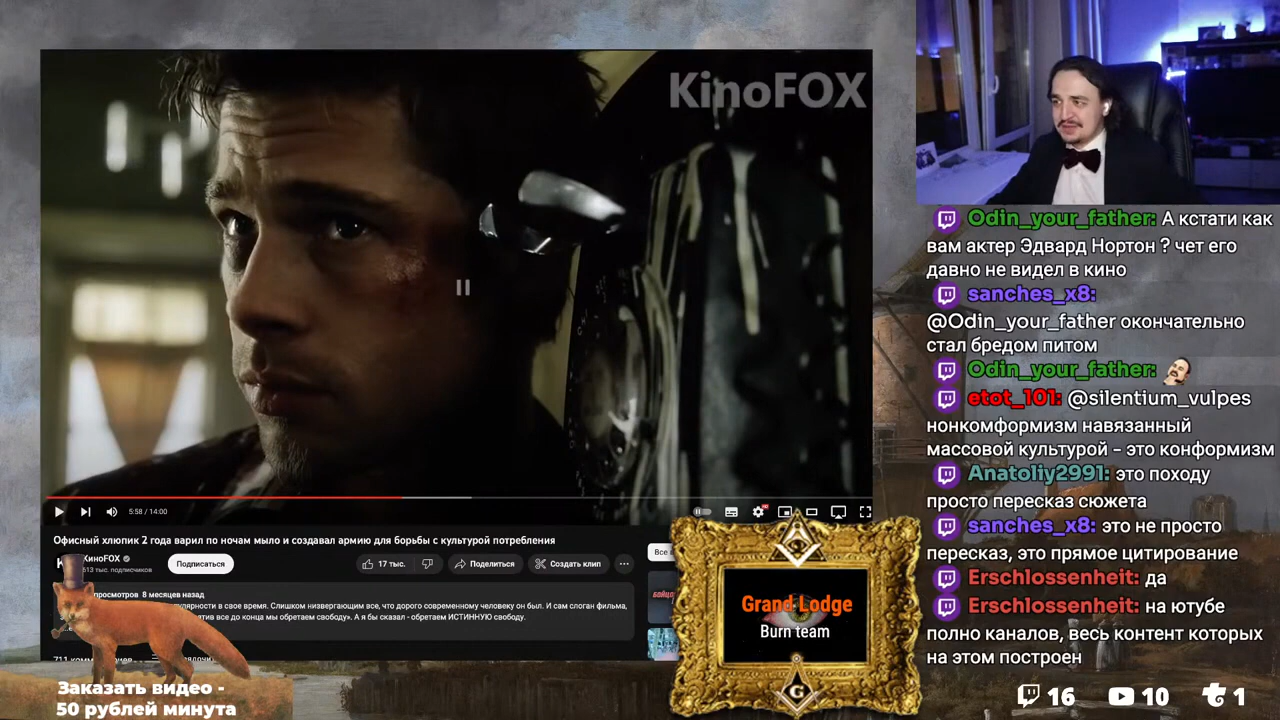 KinoFOX
5:58 / 14:00
Офисный хлюпик 2 года варил по ночам мыло и создавал армию для борьбы с культурой потребления
КиноFOX
613 тыс. подписчиков
Подписаться
17 тыс.
Поделиться
Создать клип
Все
просмотров 8 месяцев назад
в свое время. Слишком низвергающим все, что дорого современному человеку он был. И сам слоган фильма,
все до конца мы обретаем свободу». А я бы сказал - обретаем ИСТИННУЮ свободу.
Заказать видео -
50 рублей минута
Grand Lodge
Burn team
G
Odin_your_father: А кстати как
вам актер Эдвард Нортон ? чет его
давно не видел в кино
sanches_x8:
@Odin_your_father окончательно
стал бредом питом
Odin_your_father:
etot_101: @silentium_vulpes
нонкомформизм навязанный
массовой культурой - это конформизм
Anatoliy2991: это походу
просто пересказ сюжета
sanches_x8: это не просто
пересказ, это прямое цитирование
Erschlossenheit: да
Erschlossenheit: на ютубе
полно каналов, весь контент которых
на этом построен
16 10 1